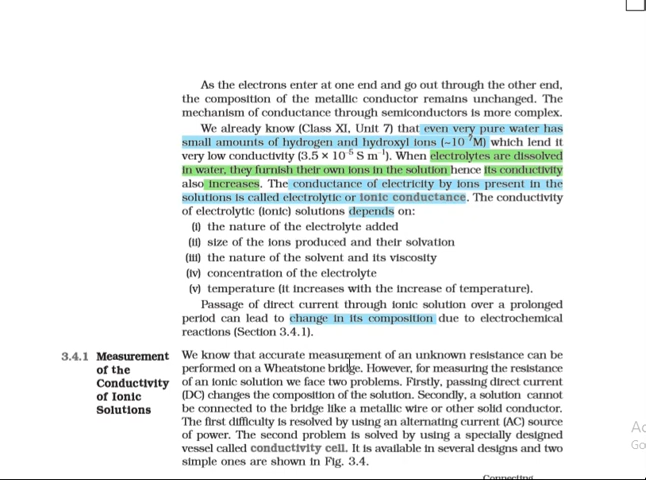 As the electrons enter at one end and go out through the other end,
the composition of the metallic conductor remains unchanged. The
mechanism of conductance through semiconductors is more complex.
We already know (Class XI, Unit 7) that even very pure water has
small amounts of hydrogen and hydroxyl ions (~10⁻⁷M) which lend it
very low conductivity (3.5 × 10⁻⁵ S m⁻¹). When electrolytes are dissolved
in water, they furnish their own ions in the solution hence its conductivity
also increases. The conductance of electricity by ions present in the
solutions is called electrolytic or ionic conductance. The conductivity
of electrolytic (ionic) solutions depends on:
(i) the nature of the electrolyte added
(ii) size of the ions produced and their solvation
(iii) the nature of the solvent and its viscosity
(iv) concentration of the electrolyte
(v) temperature (it increases with the increase of temperature).
Passage of direct current through ionic solution over a prolonged
period can lead to change in its composition due to electrochemical
reactions (Section 3.4.1).
3.4.1 Measurement
of the
Conductivity
of Ionic
Solutions
We know that accurate measurement of an unknown resistance can be
performed on a Wheatstone bridge. However, for measuring the resistance
of an ionic solution we face two problems. Firstly, passing direct current
(DC) changes the composition of the solution. Secondly, a solution cannot
be connected to the bridge like a metallic wire or other solid conductor.
The first difficulty is resolved by using an alternating current (AC) source
of power. The second problem is solved by using a specially designed
vessel called conductivity cell. It is available in several designs and two
simple ones are shown in Fig. 3.4.
Connecting